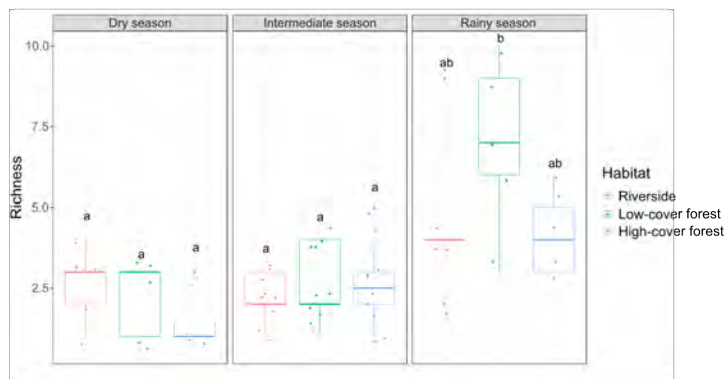 Dry season
Intermediate season
Rainy season
Richness
10.0
7.5
5.0
2.5
a
a
a
a
a
a
ab
b
ab
Habitat
Riverside
Low-cover forest
High-cover forest